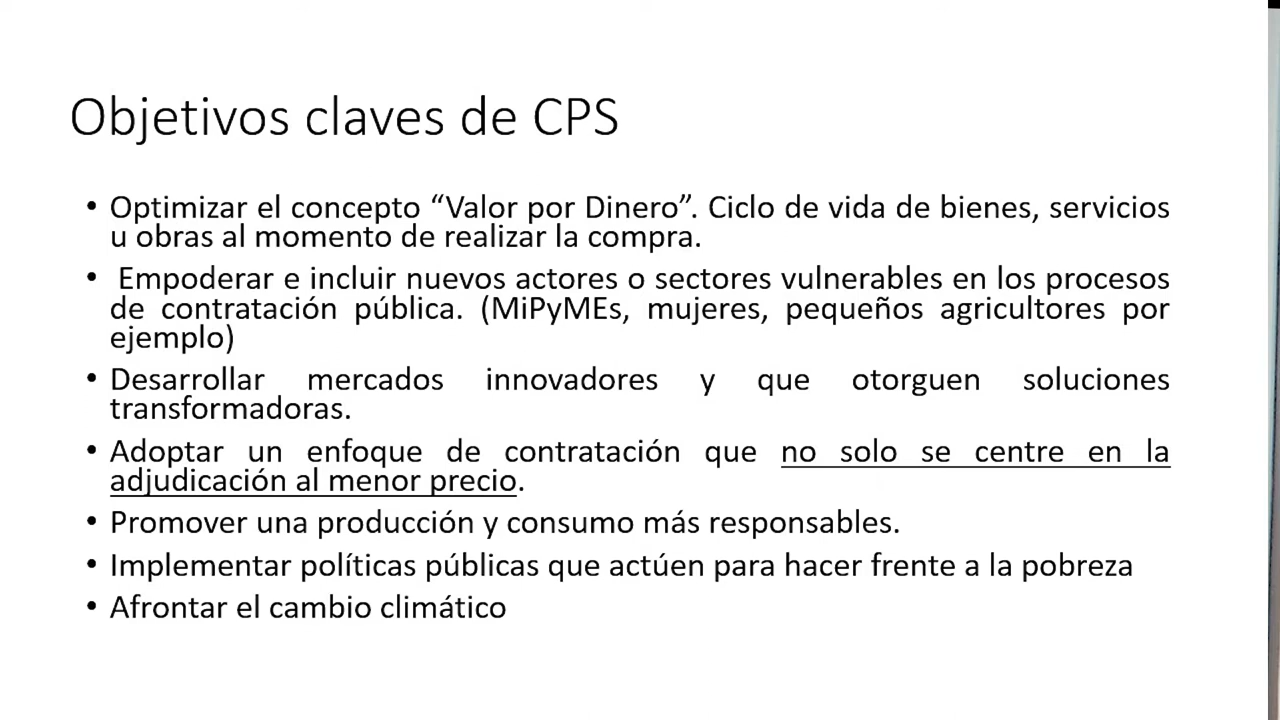 Objetivos claves de CPS
• Optimizar el concepto “Valor por Dinero”. Ciclo de vida de bienes, servicios
u obras al momento de realizar la compra.
• Empoderar e incluir nuevos actores o sectores vulnerables en los procesos
de contratación pública. (MiPyMEs, mujeres, pequeños agricultores por
ejemplo)
• Desarrollar mercados innovadores y que otorguen soluciones
transformadoras.
• Adoptar un enfoque de contratación que no solo se centre en la
adjudicación al menor precio.
• Promover una producción y consumo más responsables.
• Implementar políticas públicas que actúen para hacer frente a la pobreza
• Afrontar el cambio climático